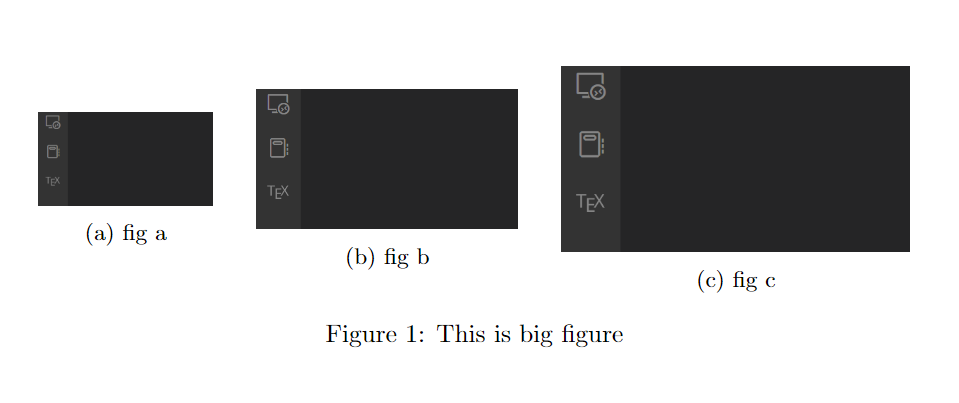 TEX
(a) fig a
TEX
(b) fig b
TEX
(c) fig c
Figure 1: This is big figure